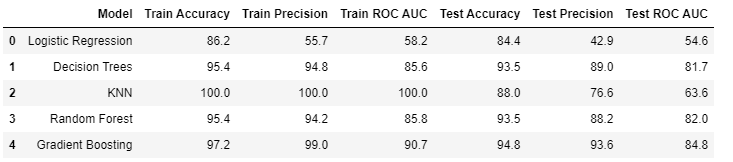 Model Train Accuracy Train Precision Train ROC AUC Test Accuracy Test Precision Test ROC AUC
0 Logistic Regression 86.2 55.7 58.2 84.4 42.9 54.6
1 Decision Trees 95.4 94.8 85.6 93.5 89.0 81.7
2 KNN 100.0 100.0 100.0 88.0 76.6 63.6
3 Random Forest 95.4 94.2 85.8 93.5 88.2 82.0
4 Gradient Boosting 97.2 99.0 90.7 94.8 93.6 84.8